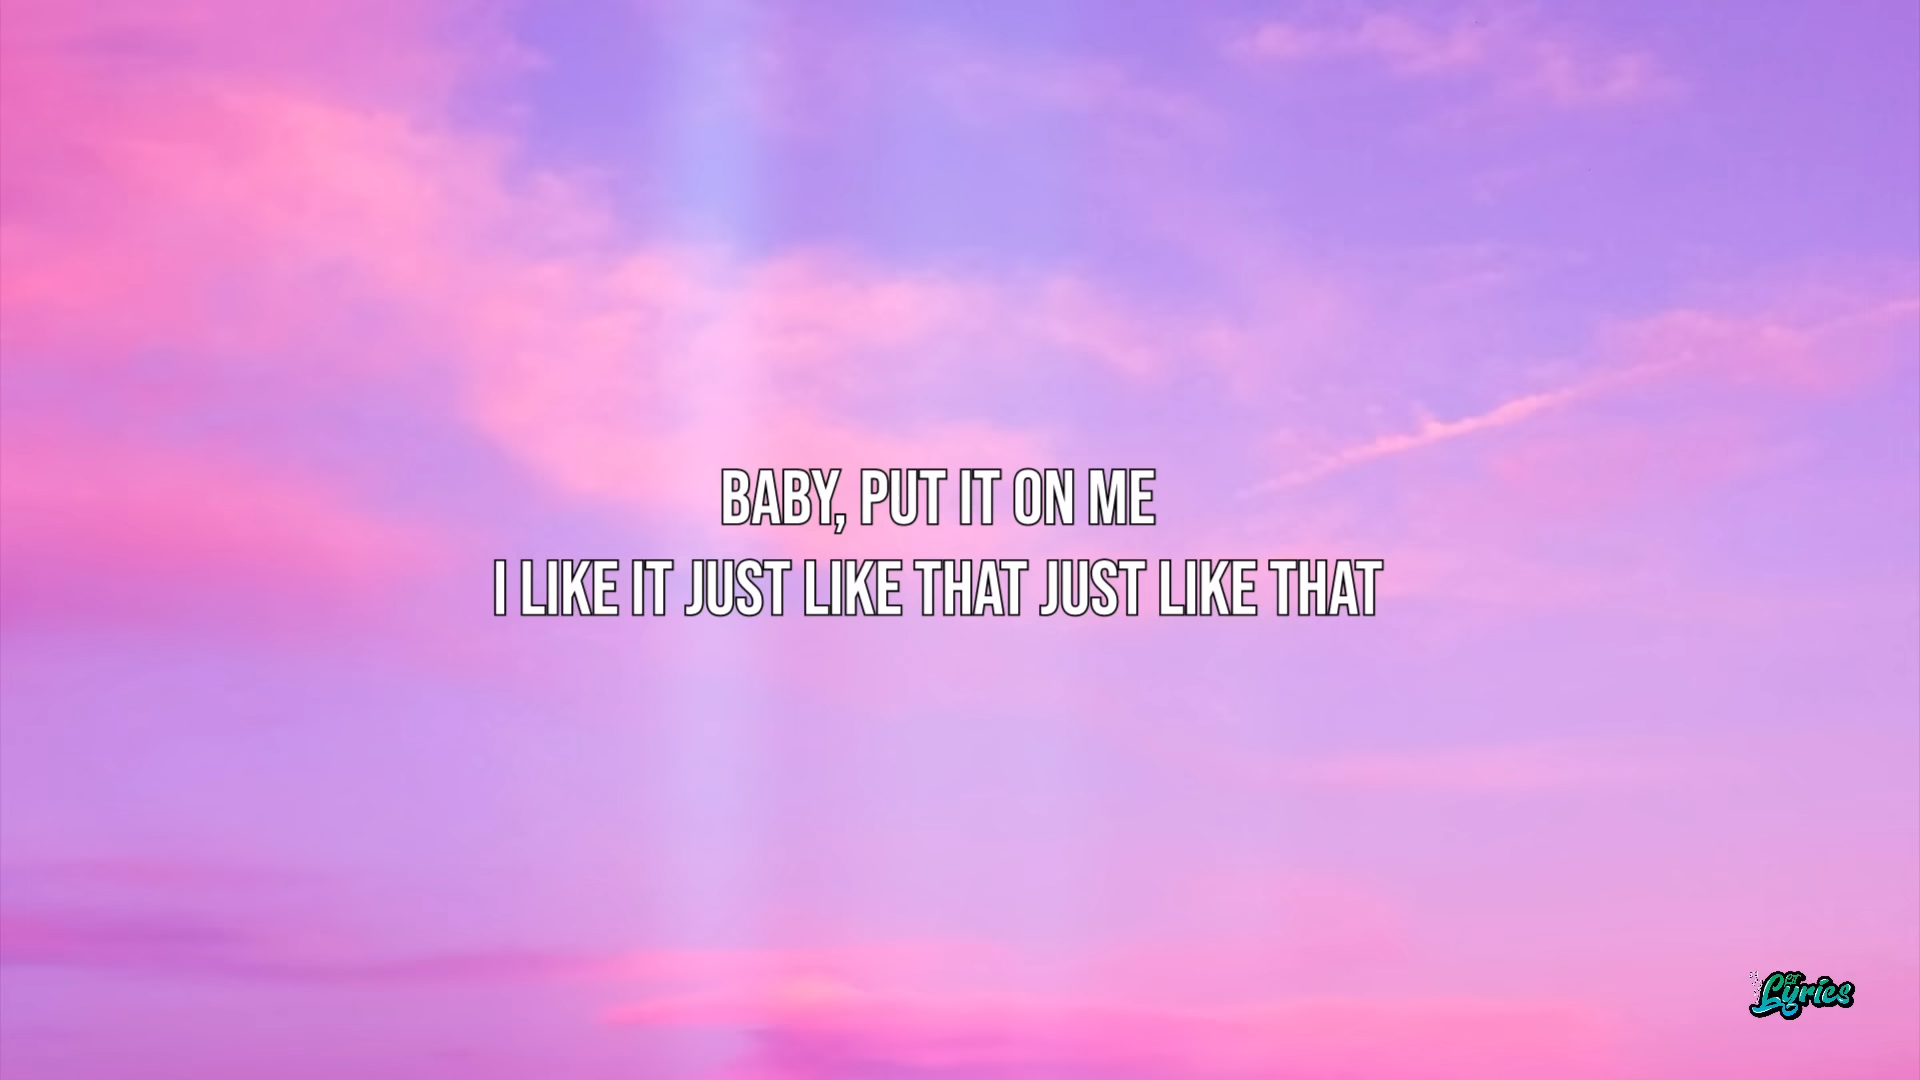 BABY, PUT IT ON ME
I LIKE IT JUST LIKE THAT JUST LIKE THAT
Lyrics